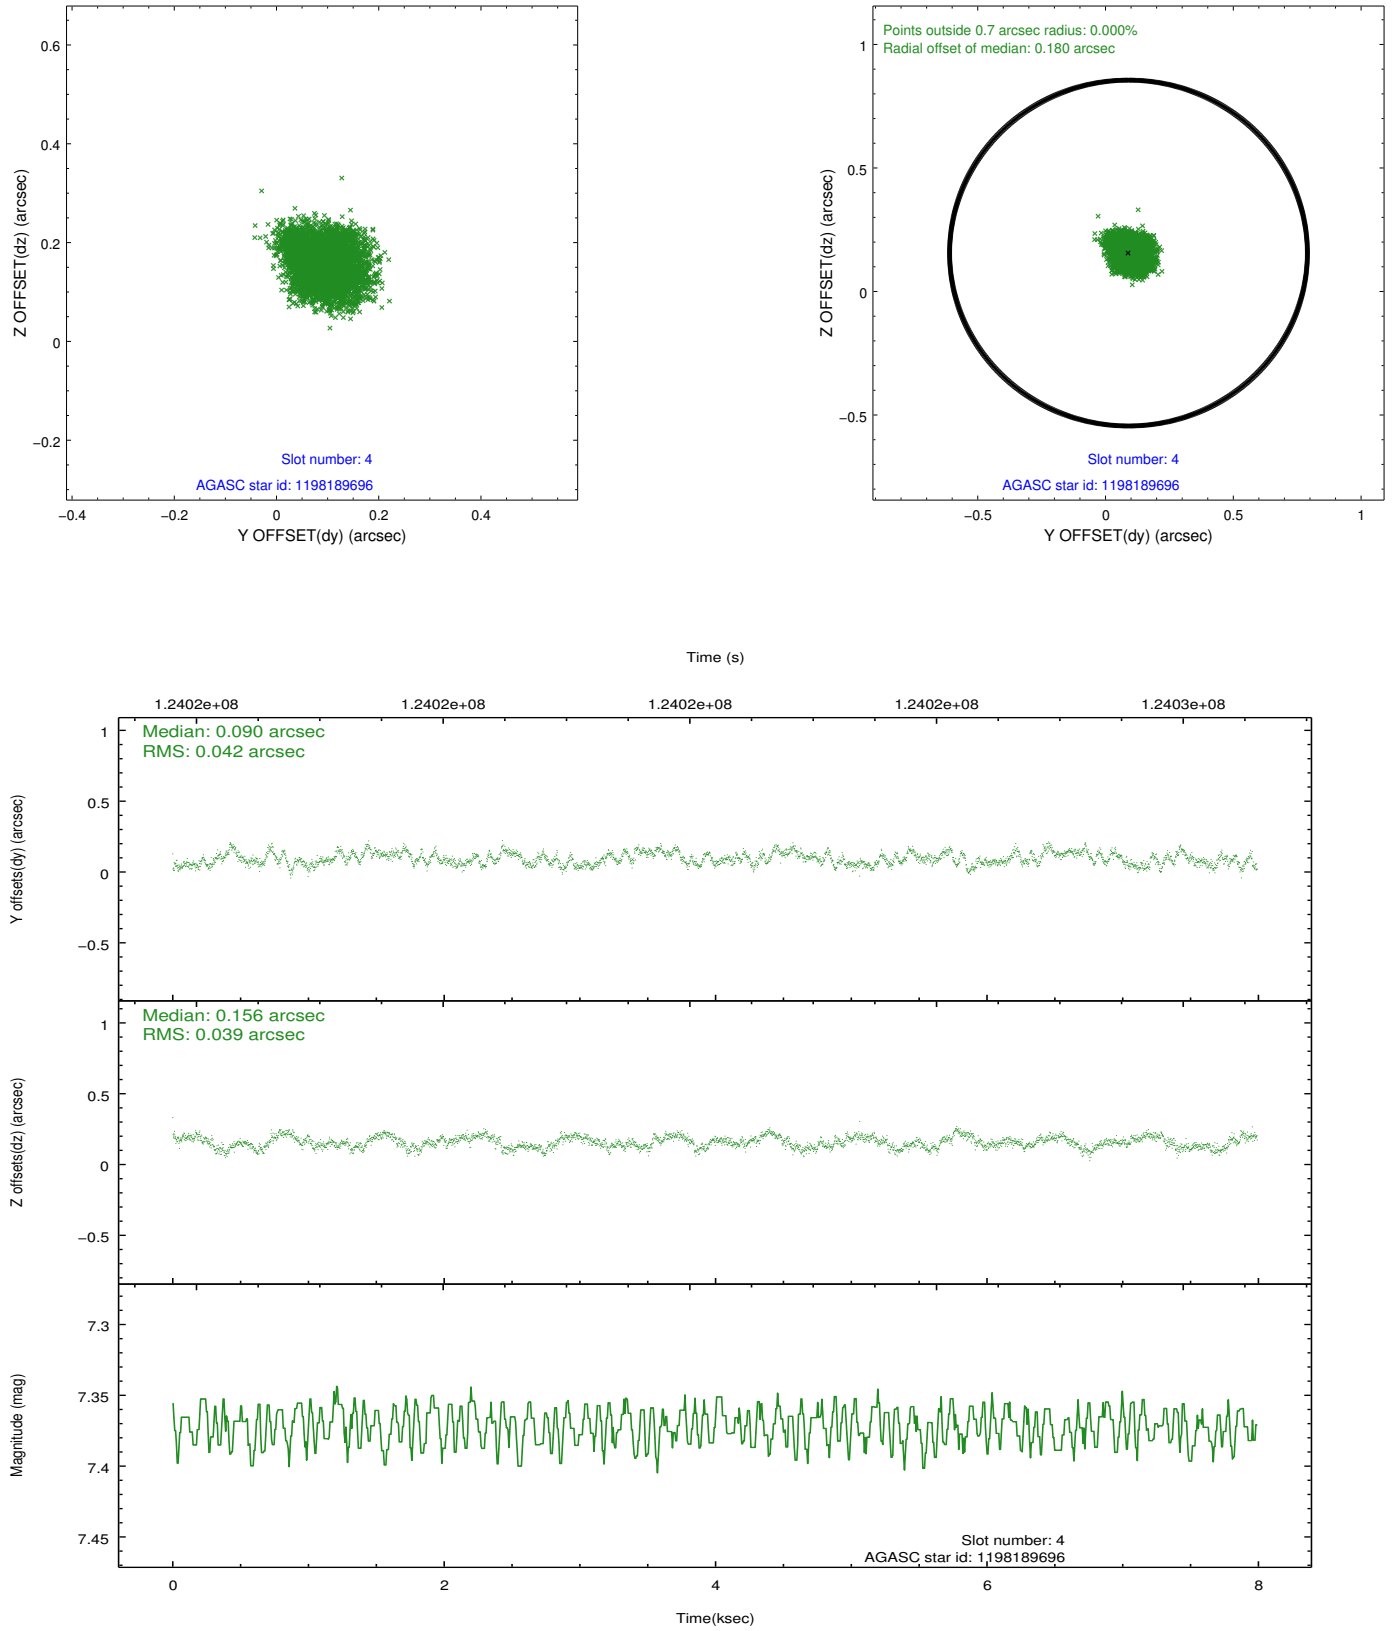 0.6
0.4
0.2
0
−0.2
Z OFFSET(dz) (arcsec)
Slot number: 4
AGASC star id: 1198189696
−0.4
−0.2
0
0.2
0.4
Y OFFSET(dy) (arcsec)
Points outside 0.7 arcsec radius: 0.000%
Radial offset of median: 0.180 arcsec
1
0.5
0
−0.5
Z OFFSET(dz) (arcsec)
Slot number: 4
AGASC star id: 1198189696
−0.5
0
0.5
1
Y OFFSET(dy) (arcsec)
Time (s)
1.2402e+08
1.2402e+08
1.2402e+08
1.2402e+08
1.2403e+08
Median: 0.090 arcsec
RMS: 0.042 arcsec
1
0.5
0
−0.5
Y offsets(dy) (arcsec)
Median: 0.156 arcsec
RMS: 0.039 arcsec
1
0.5
0
−0.5
Z offsets(dz) (arcsec)
7.3
7.35
7.4
7.45
Magnitude (mag)
Slot number: 4
AGASC star id: 1198189696
0
2
4
6
8
Time(ksec)